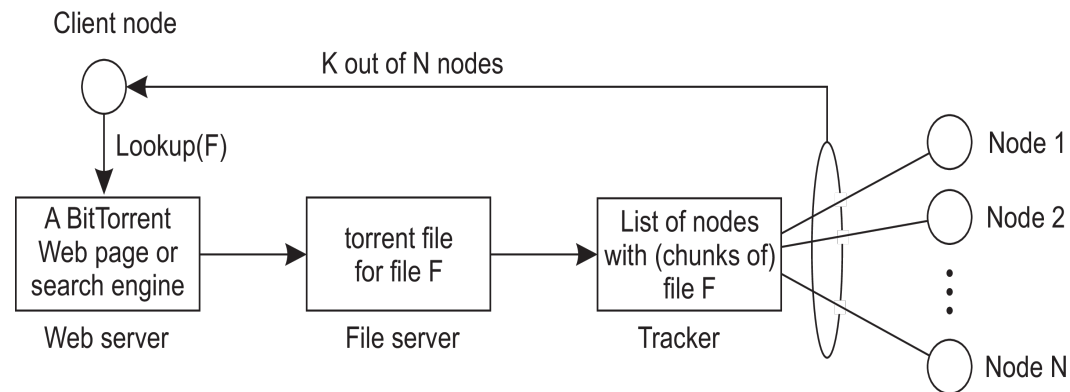 Client node
K out of N nodes
Lookup(F)
A BitTorrent
Web page or
search engine
Web server
torrent file
for file F
File server
List of nodes
with (chunks of)
file F
Tracker
Node 1
Node 2
Node N